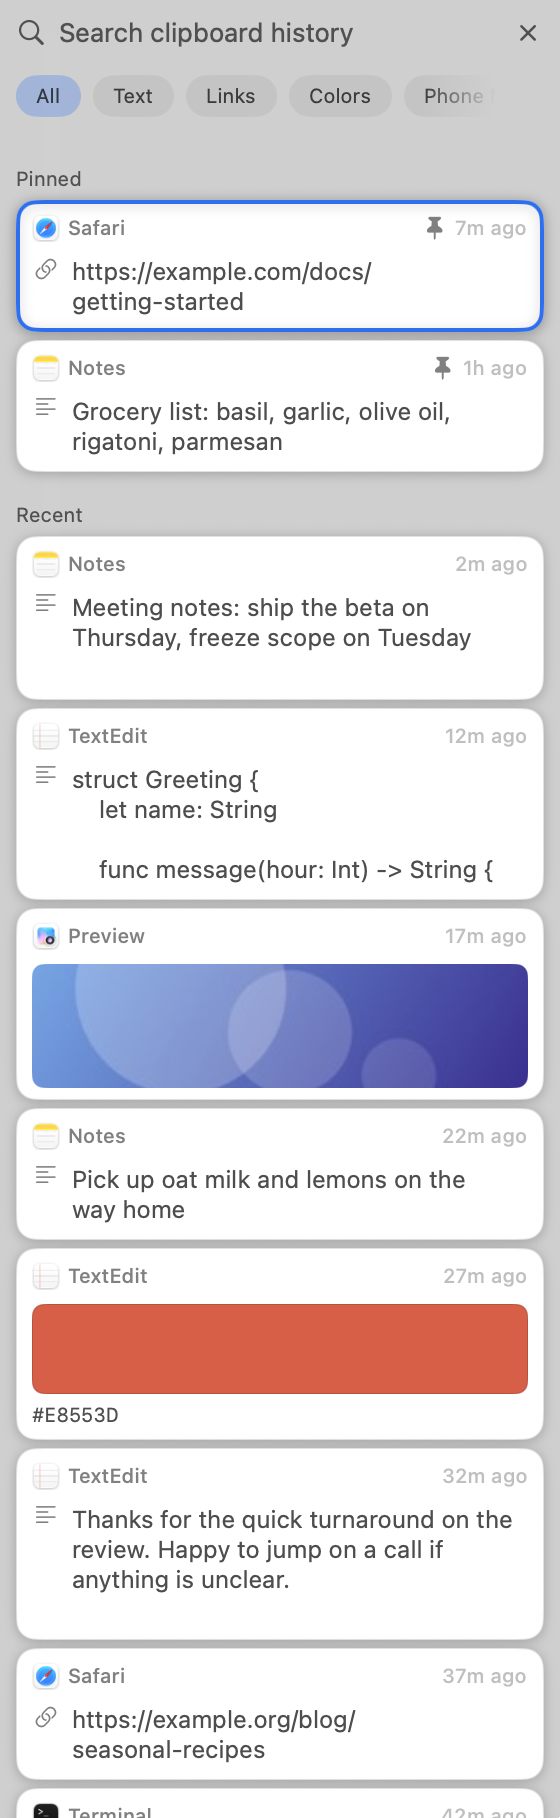 Search clipboard history
All Text Links Colors Phone
Pinned
Safari 7m ago
https://example.com/docs/
getting-started
Notes 1h ago
Grocery list: basil, garlic, olive oil,
rigatoni, parmesan
Recent
Notes 2m ago
Meeting notes: ship the beta on
Thursday, freeze scope on Tuesday
TextEdit 12m ago
struct Greeting {
    let name: String
    func message(hour: Int) -> String {
Preview 17m ago
Notes 22m ago
Pick up oat milk and lemons on the
way home
TextEdit 27m ago
#E8553D
TextEdit 32m ago
Thanks for the quick turnaround on the
review. Happy to jump on a call if
anything is unclear.
Safari 37m ago
https://example.org/blog/
seasonal-recipes
Terminal 42m ago